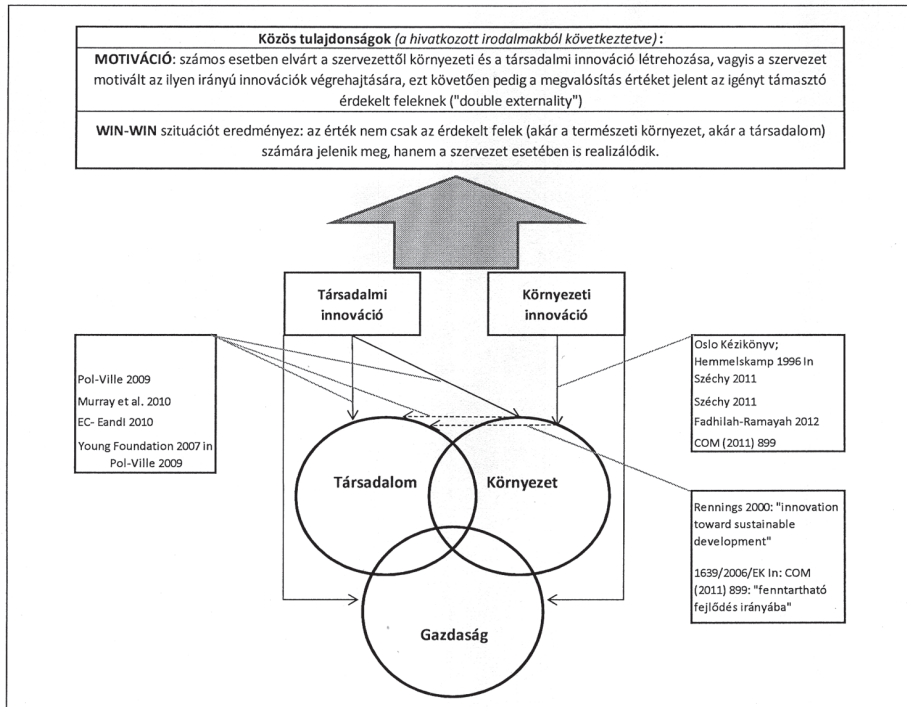 Közös tulajdonságok (a hivatkozott irodalmakból következtetve) :
MOTIVÁCIÓ: számos esetben elvárt a szervezettől környezeti és a társadalmi innováció létrehozása, vagyis a szervezet
motivált az ilyen irányú innovációk végrehajtására, ezt követően pedig a megvalósítás értéket jelent az igényt támasztó
érdekelt feleknek ("double externality")
WIN-WIN szituációt eredményez: az érték nem csak az érdekelt felek (akár a természeti környezet, akár a társadalom)
számára jelenik meg, hanem a szervezet esetében is realizálódik.
Társadalmi
innováció
Környezeti
innováció
Pol-Ville 2009
Murray et al. 2010
EC- Eandl 2010
Young Foundation 2007 in
Pol-Ville 2009
Oslo Kézikönyv;
Hemmelskamp 1996 In
Széchy 2011
Széchy 2011
Fadhilah-Ramayah 2012
COM (2011) 899
Társadalom
Környezet
Gazdaság
Rennings 2000: "innovation
toward sustainable
development"
1639/2006/EK In: COM
(2011) 899: "fenntartható
fejlődés irányába"